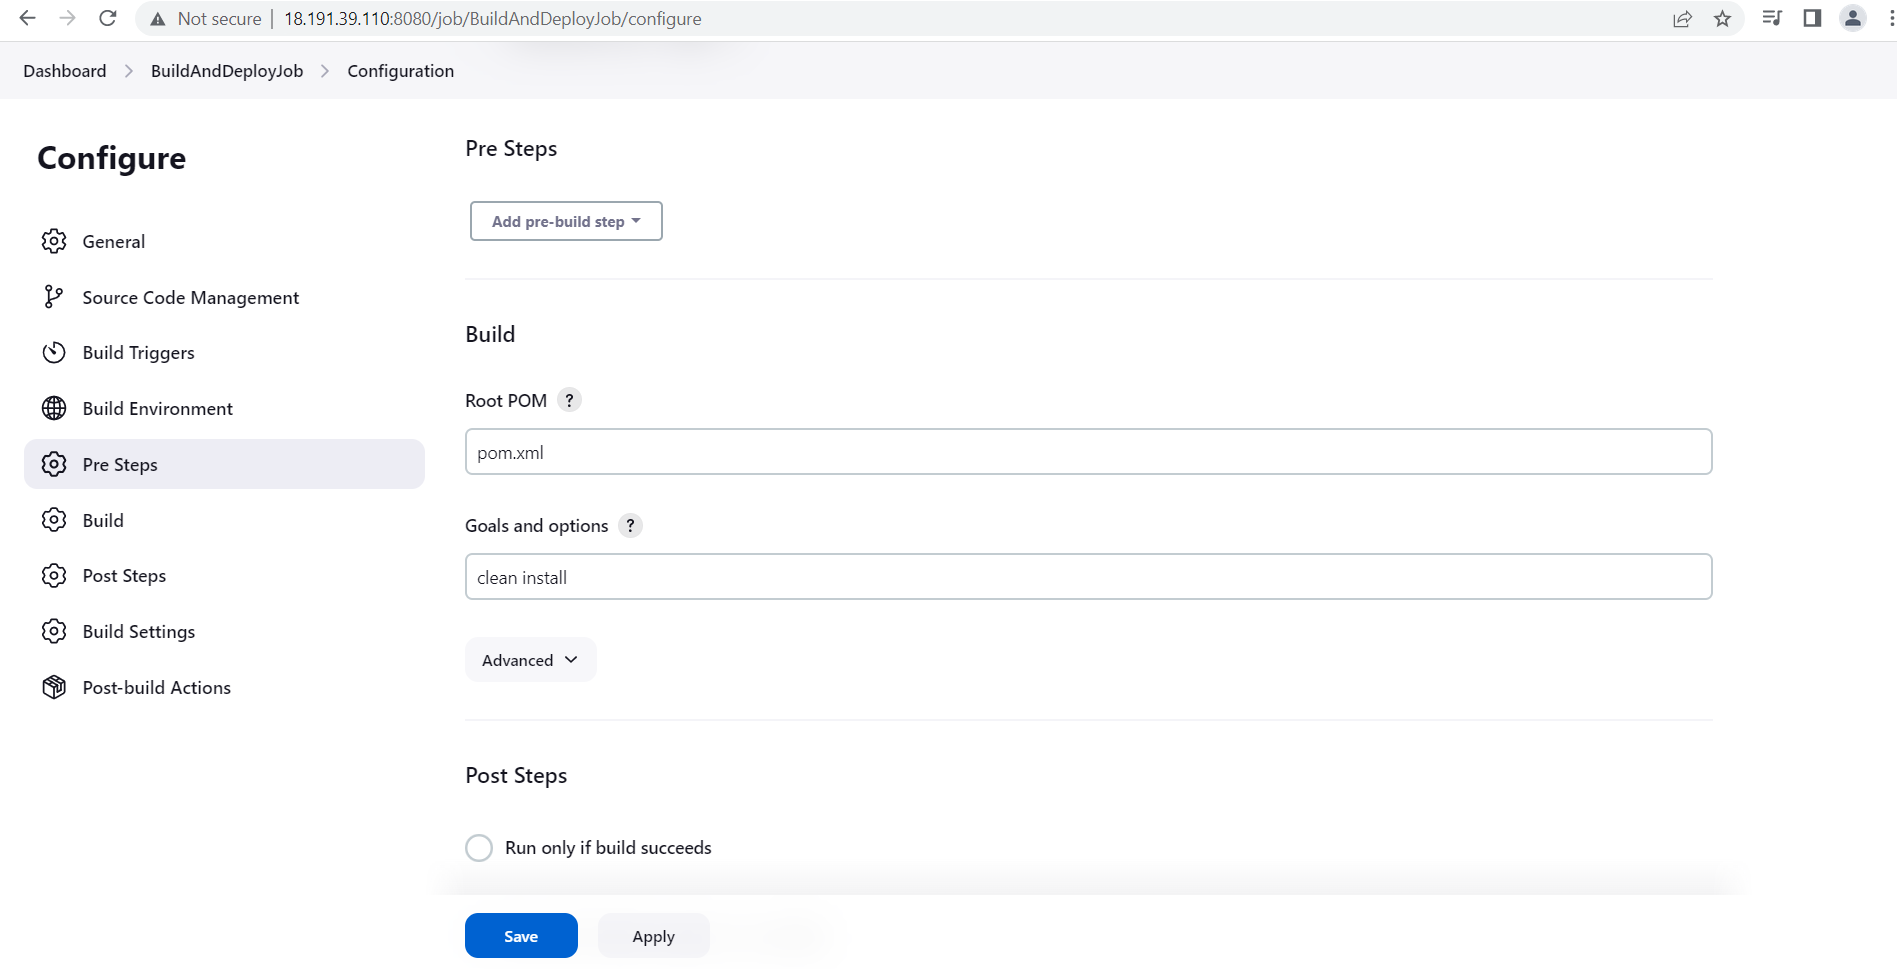 Not secure | 18.191.39.110:8080/job/BuildAndDeployJob/configure
Dashboard > BuildAndDeployJob > Configuration
Configure
General
Source Code Management
Build Triggers
Build Environment
Pre Steps
Build
Post Steps
Build Settings
Post-build Actions
Pre Steps
Add pre-build step
Build
Root POM ?
pom.xml
Goals and options ?
clean install
Advanced
Post Steps
Run only if build succeeds
Save Apply